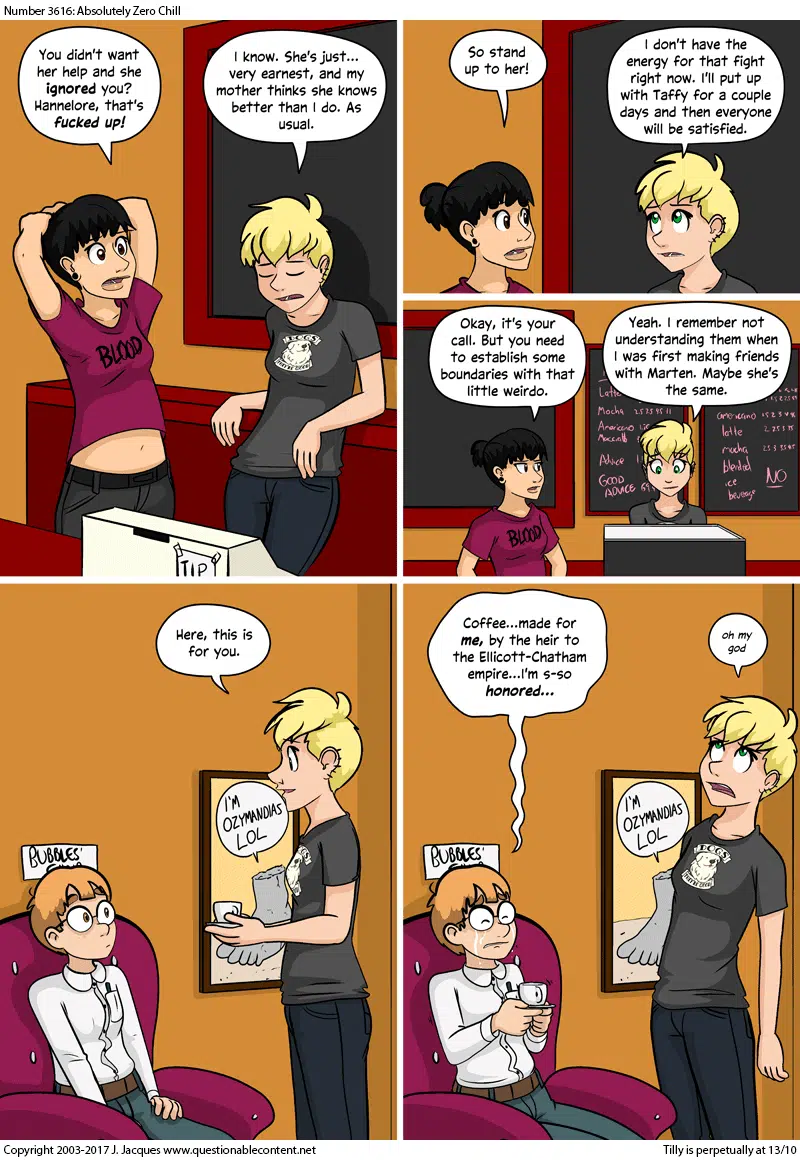 Number 3616: Absolutely Zero Chill
You didn't want
her help and she
ignored you?
Hannelore, that's
fucked up!
I know. She's just...
very earnest, and my
mother thinks she knows
better than I do. As
usual.
BLOOD
DOGS
TIP
So stand
up to her!
I don't have the
energy for that fight
right now. I'll put up
with Taffy for a couple
days and then everyone
will be satisfied.
Okay, it's your
call. But you need
to establish some
boundaries with that
little weirdo.
Yeah. I remember not
understanding them when
I was first making friends
with Marten. Maybe she's
the same.
BLOOD
Latte
Mocha
Americano
Advice
GOOD
ADVICE
americano
latte
mocha
blended
ice
beverage
NO
Here, this is
for you.
I'M
OZYMANDIAS
LOL
BUBBLES'
Coffee...made for
me, by the heir to
the Ellicott-Chatham
empire...I'm s-so
honored...
oh my
god
I'M
OZYMANDIAS
LOL
BUBBLES'
DOGS
Copyright 2003-2017 J. Jacques www.questionablecontent.net
Tilly is perpetually at 13/10